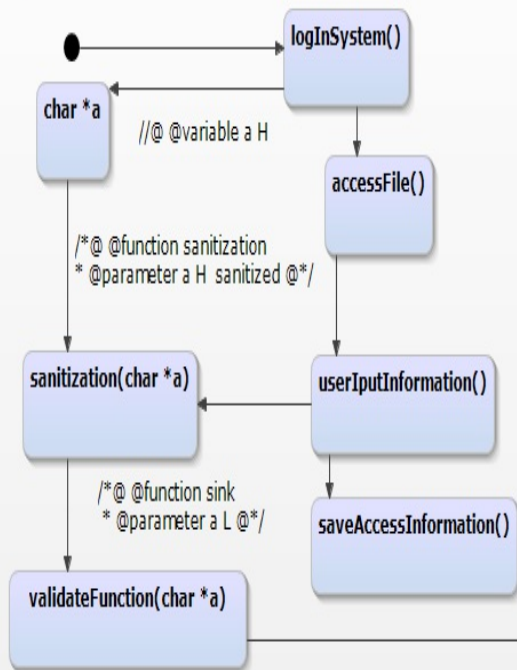 logInSystem()
char *a
//@ @variable a H
accessFile()
/*@ @function sanitization
* @parameter a H sanitized @*/
sanitization(char *a)
userIputInformation()
/*@ @function sink
* @parameter a L @*/
saveAccessInformation()
validateFunction(char *a)